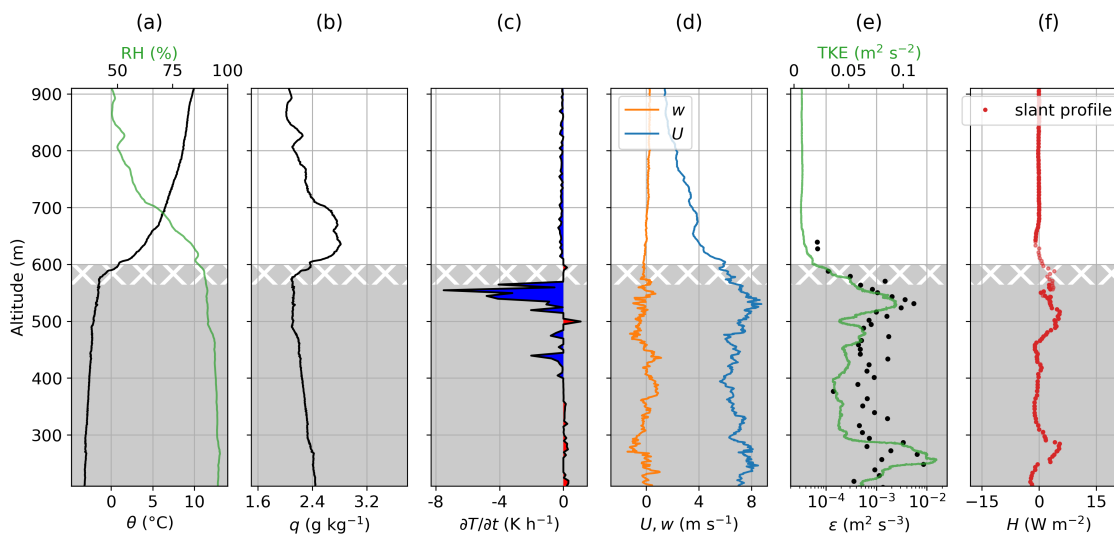 (a) (b) (c) (d) (e) (f)
RH (%) TKE (m² s⁻²)
50 75 100 0 0.05 0.1
900
800
700
600
500
400
300
Altitude (m)
w
U
slant profile
0 5 10 1.6 2.4 3.2 −8 −4 0 0 4 8 10⁻⁴ 10⁻³ 10⁻² −15 0 15
θ (°C) q (g kg⁻¹) ∂T/∂t (K h⁻¹) U, w (m s⁻¹) ε (m² s⁻³) H (W m⁻²)